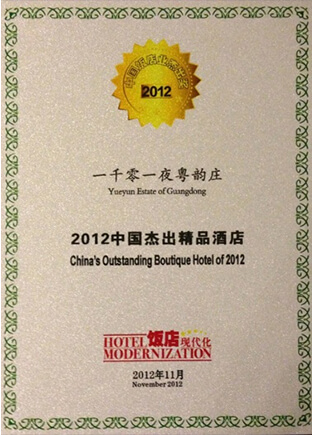 2012
一千零一夜粤韵庄
Yueyun Estate of Guangdong
2012中国杰出精品酒店
China's Outstanding Boutique Hotel of 2012
HOTEL 饭店现代化
MODERNIZATION
2012年11月
November 2012